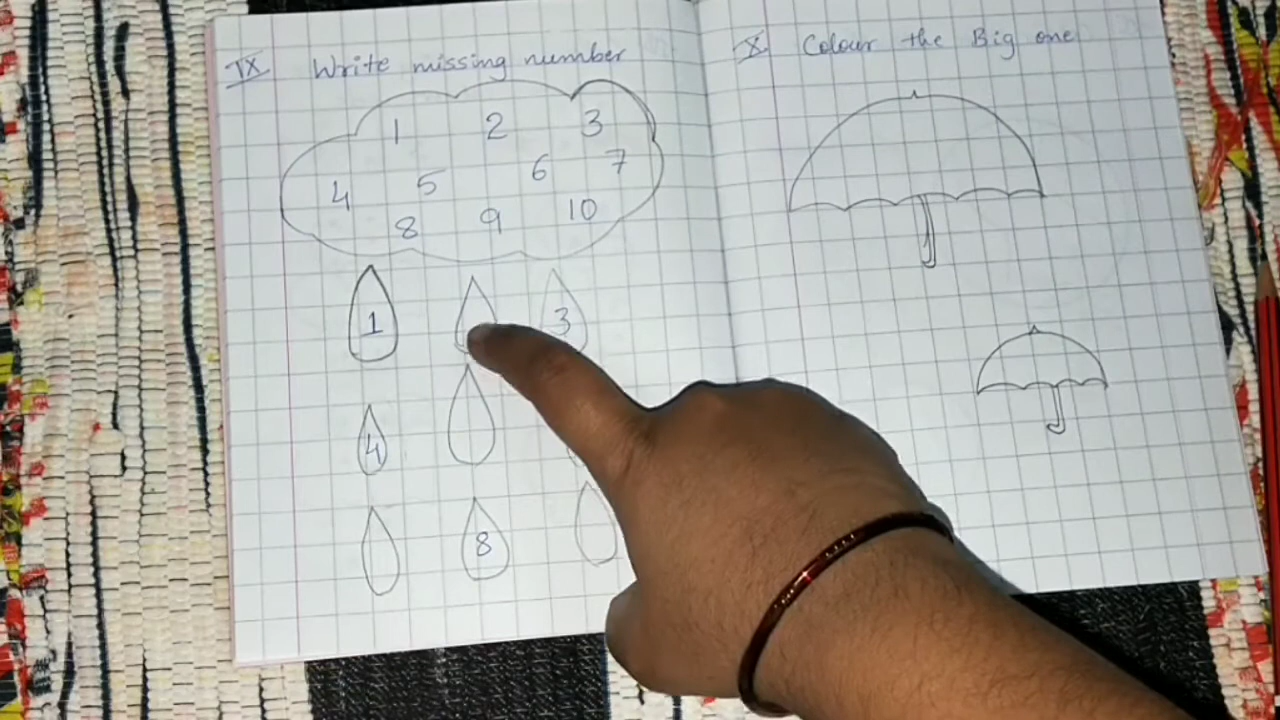 IX Write missing number
1 2 3
4 5 6 7
8 9 10
1 3
4
8
X Colour the Big one